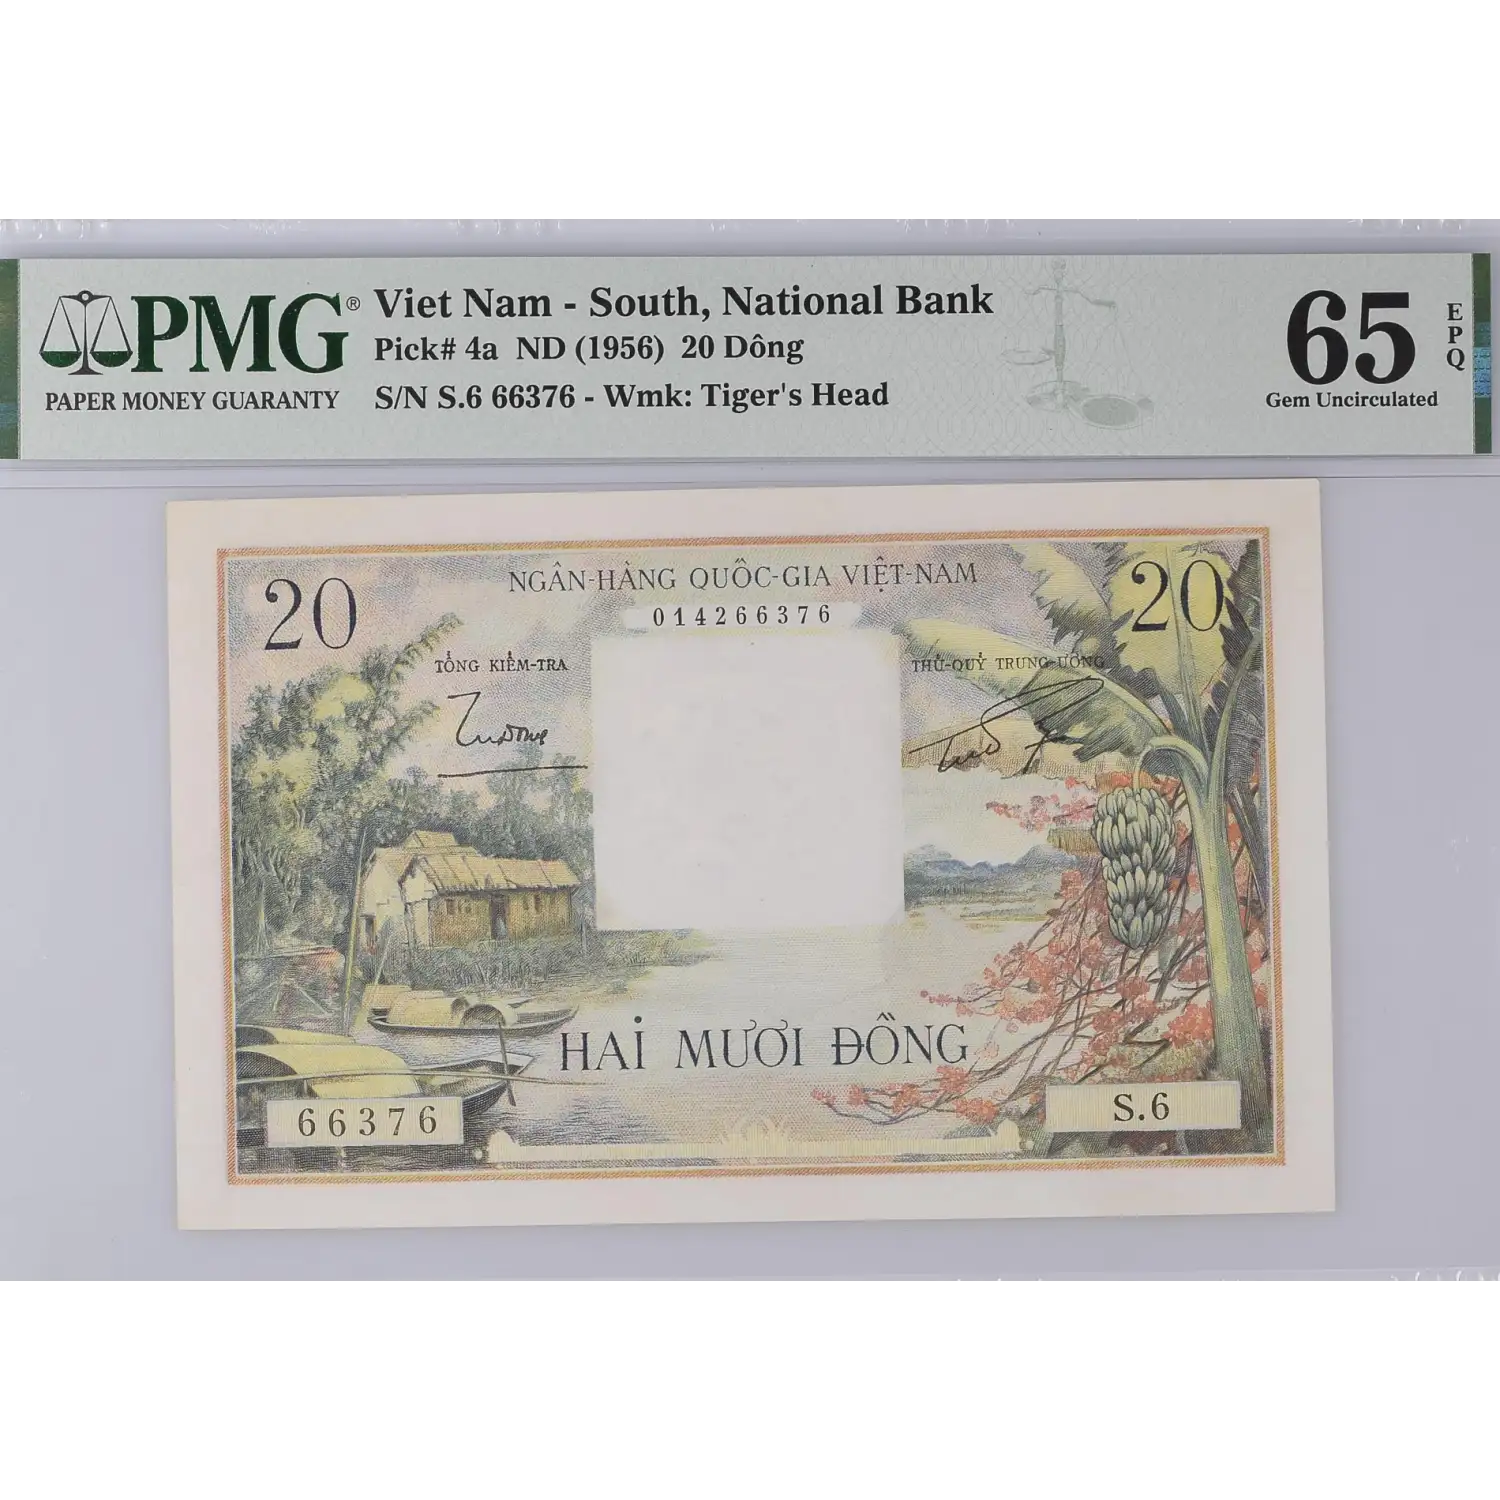 PMG®
PAPER MONEY GUARANTY
Viet Nam - South, National Bank
Pick# 4a ND (1956) 20 Dông
S/N S.6 66376 - Wmk: Tiger's Head
65
EPQ
Gem Uncirculated
20
NGÂN-HÀNG QUỐC-GIA VIỆT-NAM
20
014266376
TỔNG KIỂM-TRA
THỦ-QUỸ TRUNG-ƯƠNG
HAI MƯƠI ĐỒNG
66376
S.6